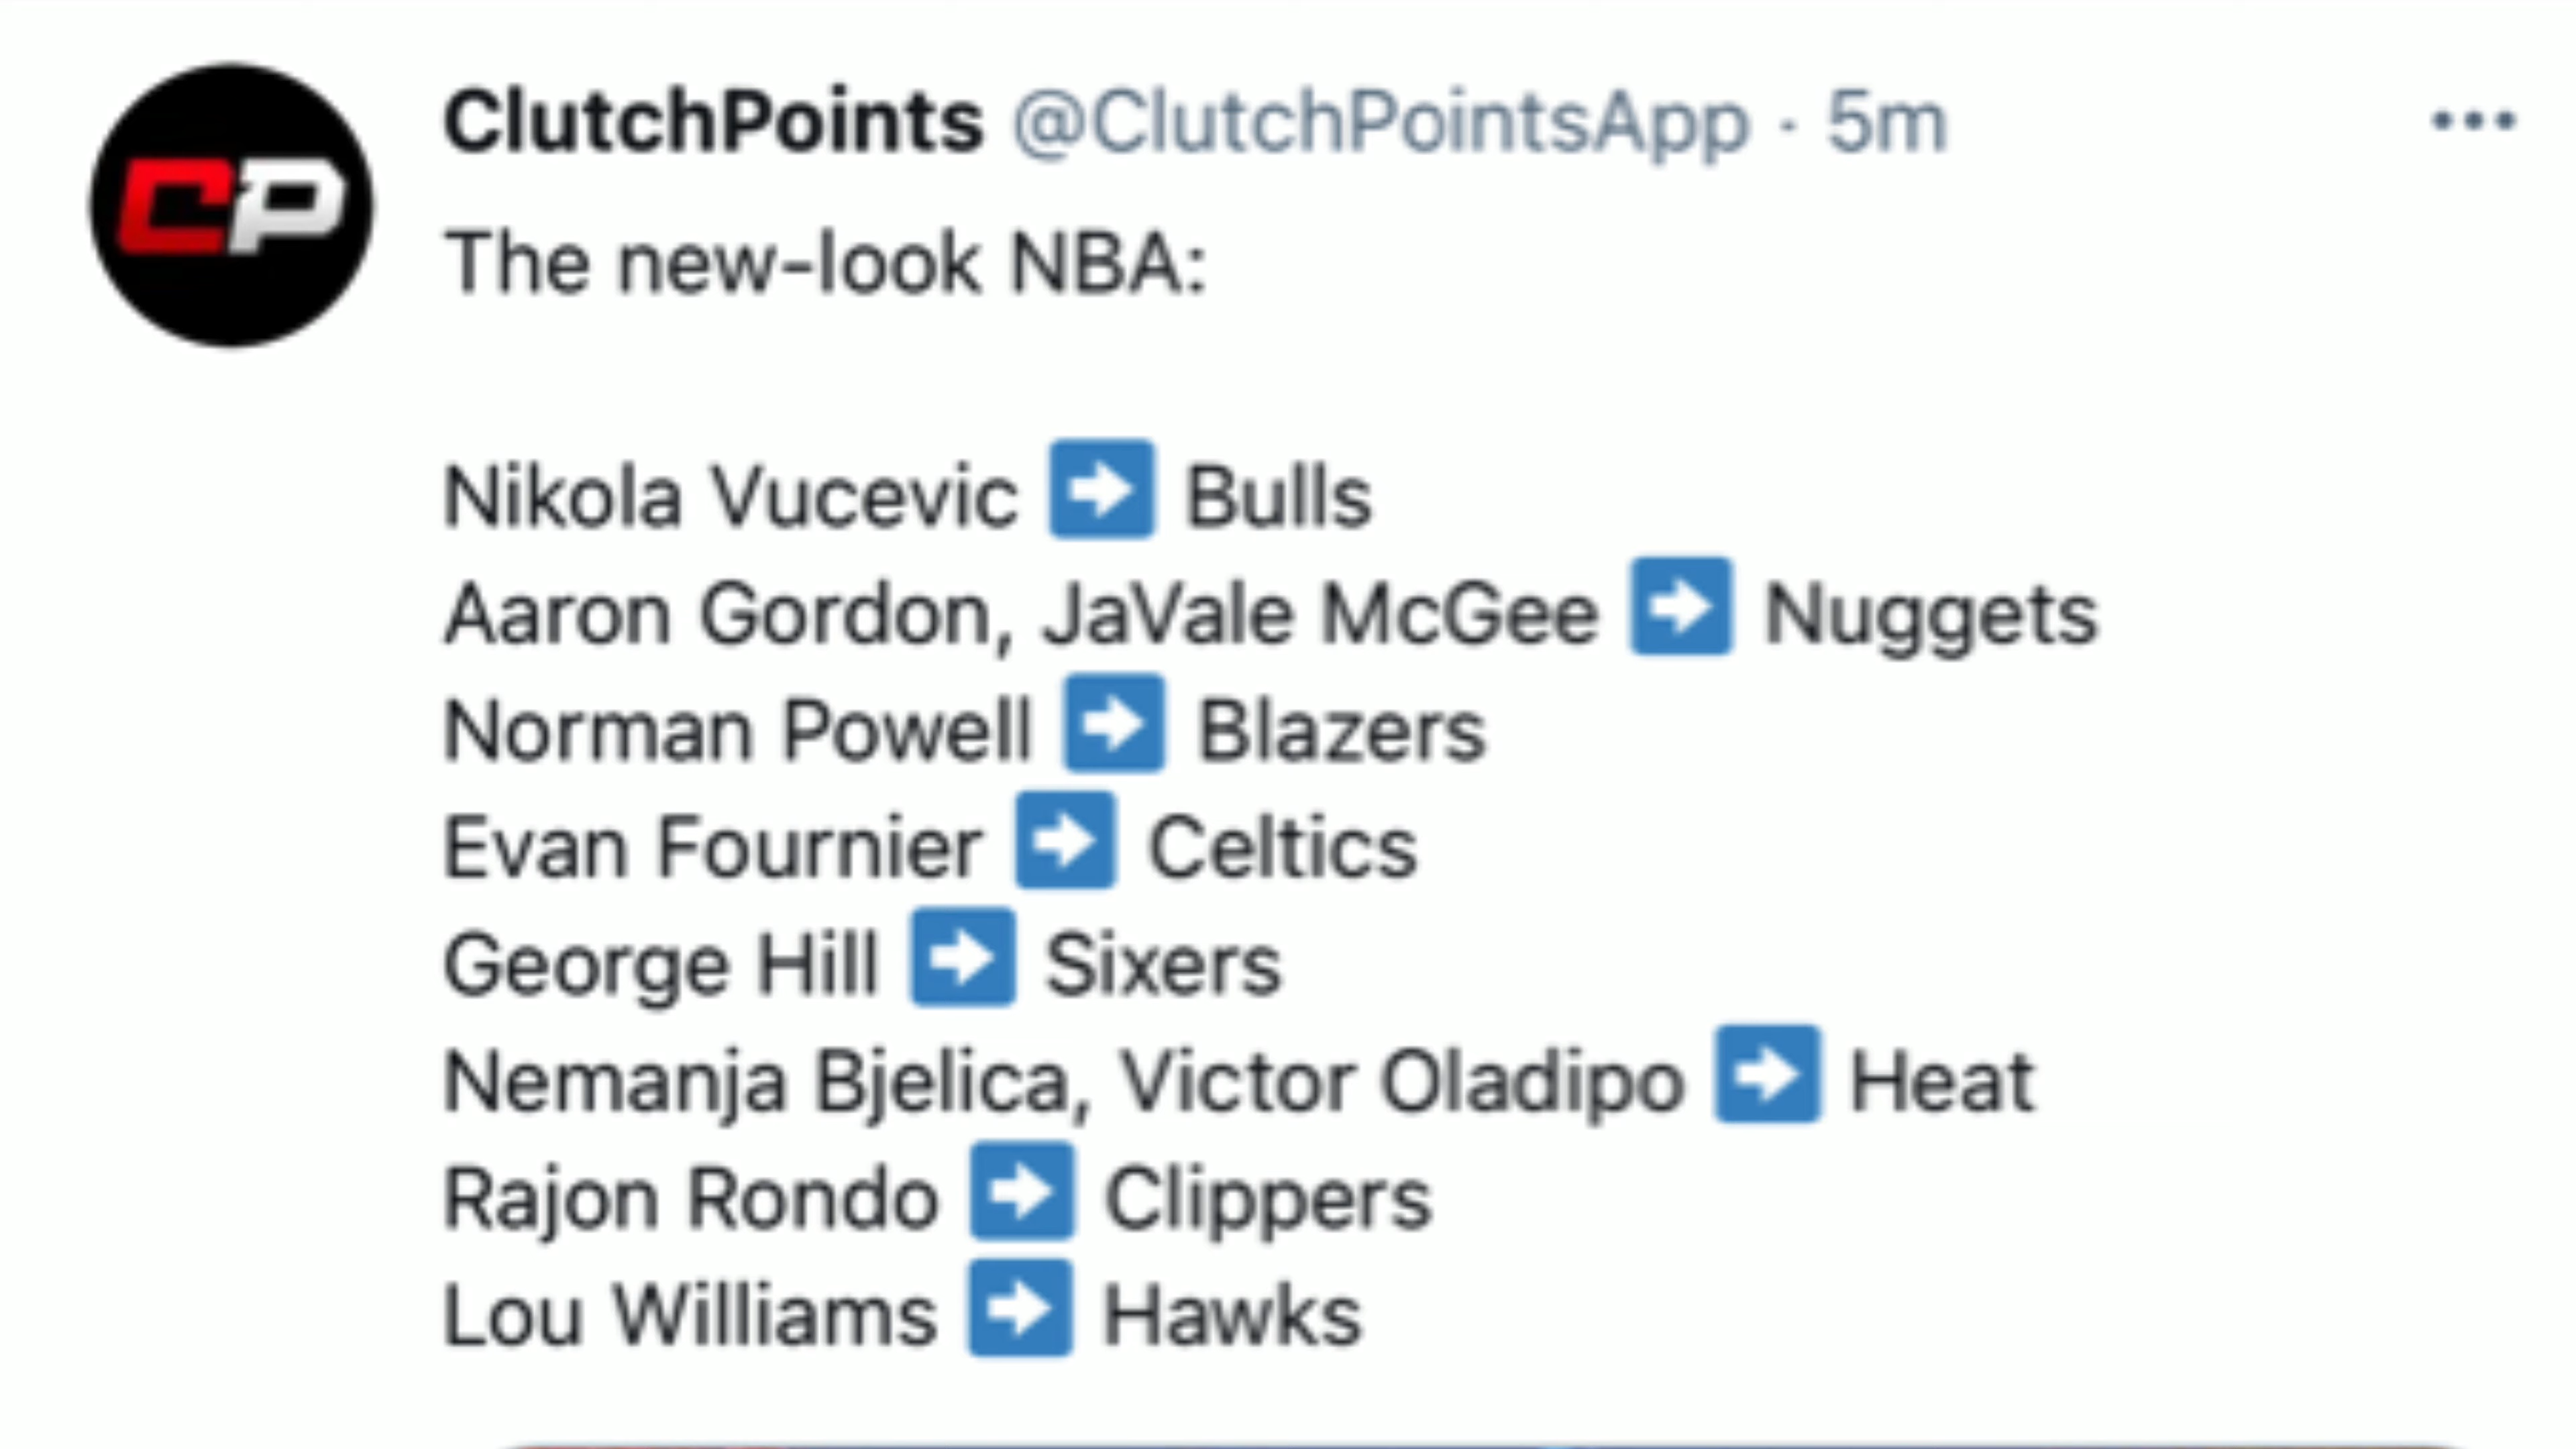 CP
ClutchPoints @ClutchPointsApp · 5m
The new-look NBA:
Nikola Vucevic ➡️ Bulls
Aaron Gordon, JaVale McGee ➡️ Nuggets
Norman Powell ➡️ Blazers
Evan Fournier ➡️ Celtics
George Hill ➡️ Sixers
Nemanja Bjelica, Victor Oladipo ➡️ Heat
Rajon Rondo ➡️ Clippers
Lou Williams ➡️ Hawks